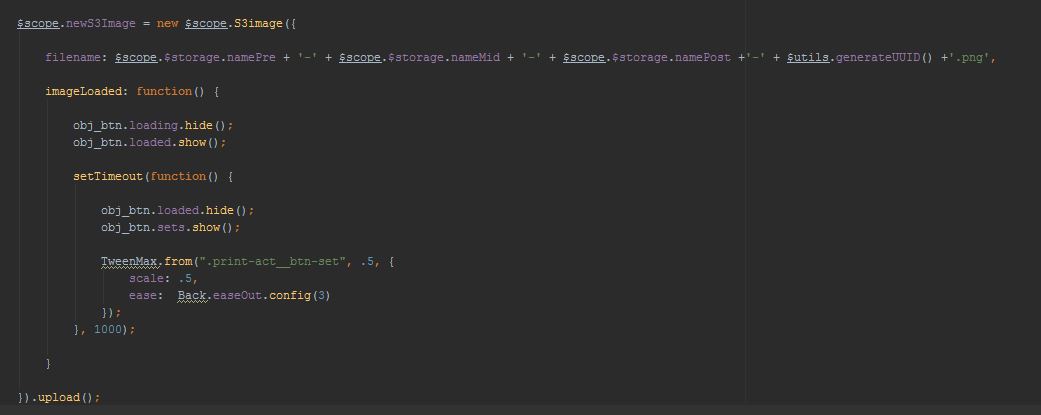 $scope.newS3Image = new $scope.S3image({
filename: $scope.$storage.namePre + '-' + $scope.$storage.nameMid + '-' + $scope.$storage.namePost +'-' + $utils.generateUUID() +'.png',
imageLoaded: function() {
obj_btn.loading.hide();
obj_btn.loaded.show();
setTimeout(function() {
obj_btn.loaded.hide();
obj_btn.sets.show();
TweenMax.from(".print-act__btn-set", .5, {
scale: .5,
ease:  Back.easeOut.config(3)
});
}, 1000);
}
}).upload();